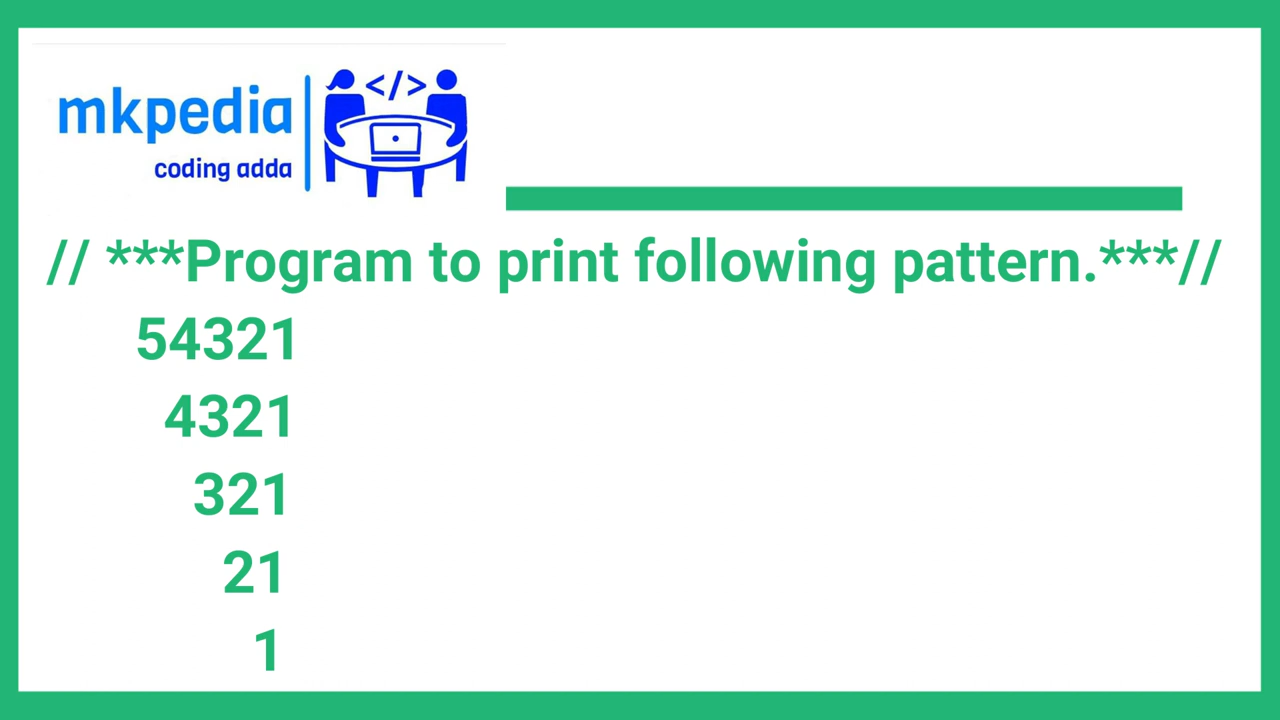 mkpedia
</>
coding adda
// ***Program to print following pattern.***//
54321
4321
321
21
1